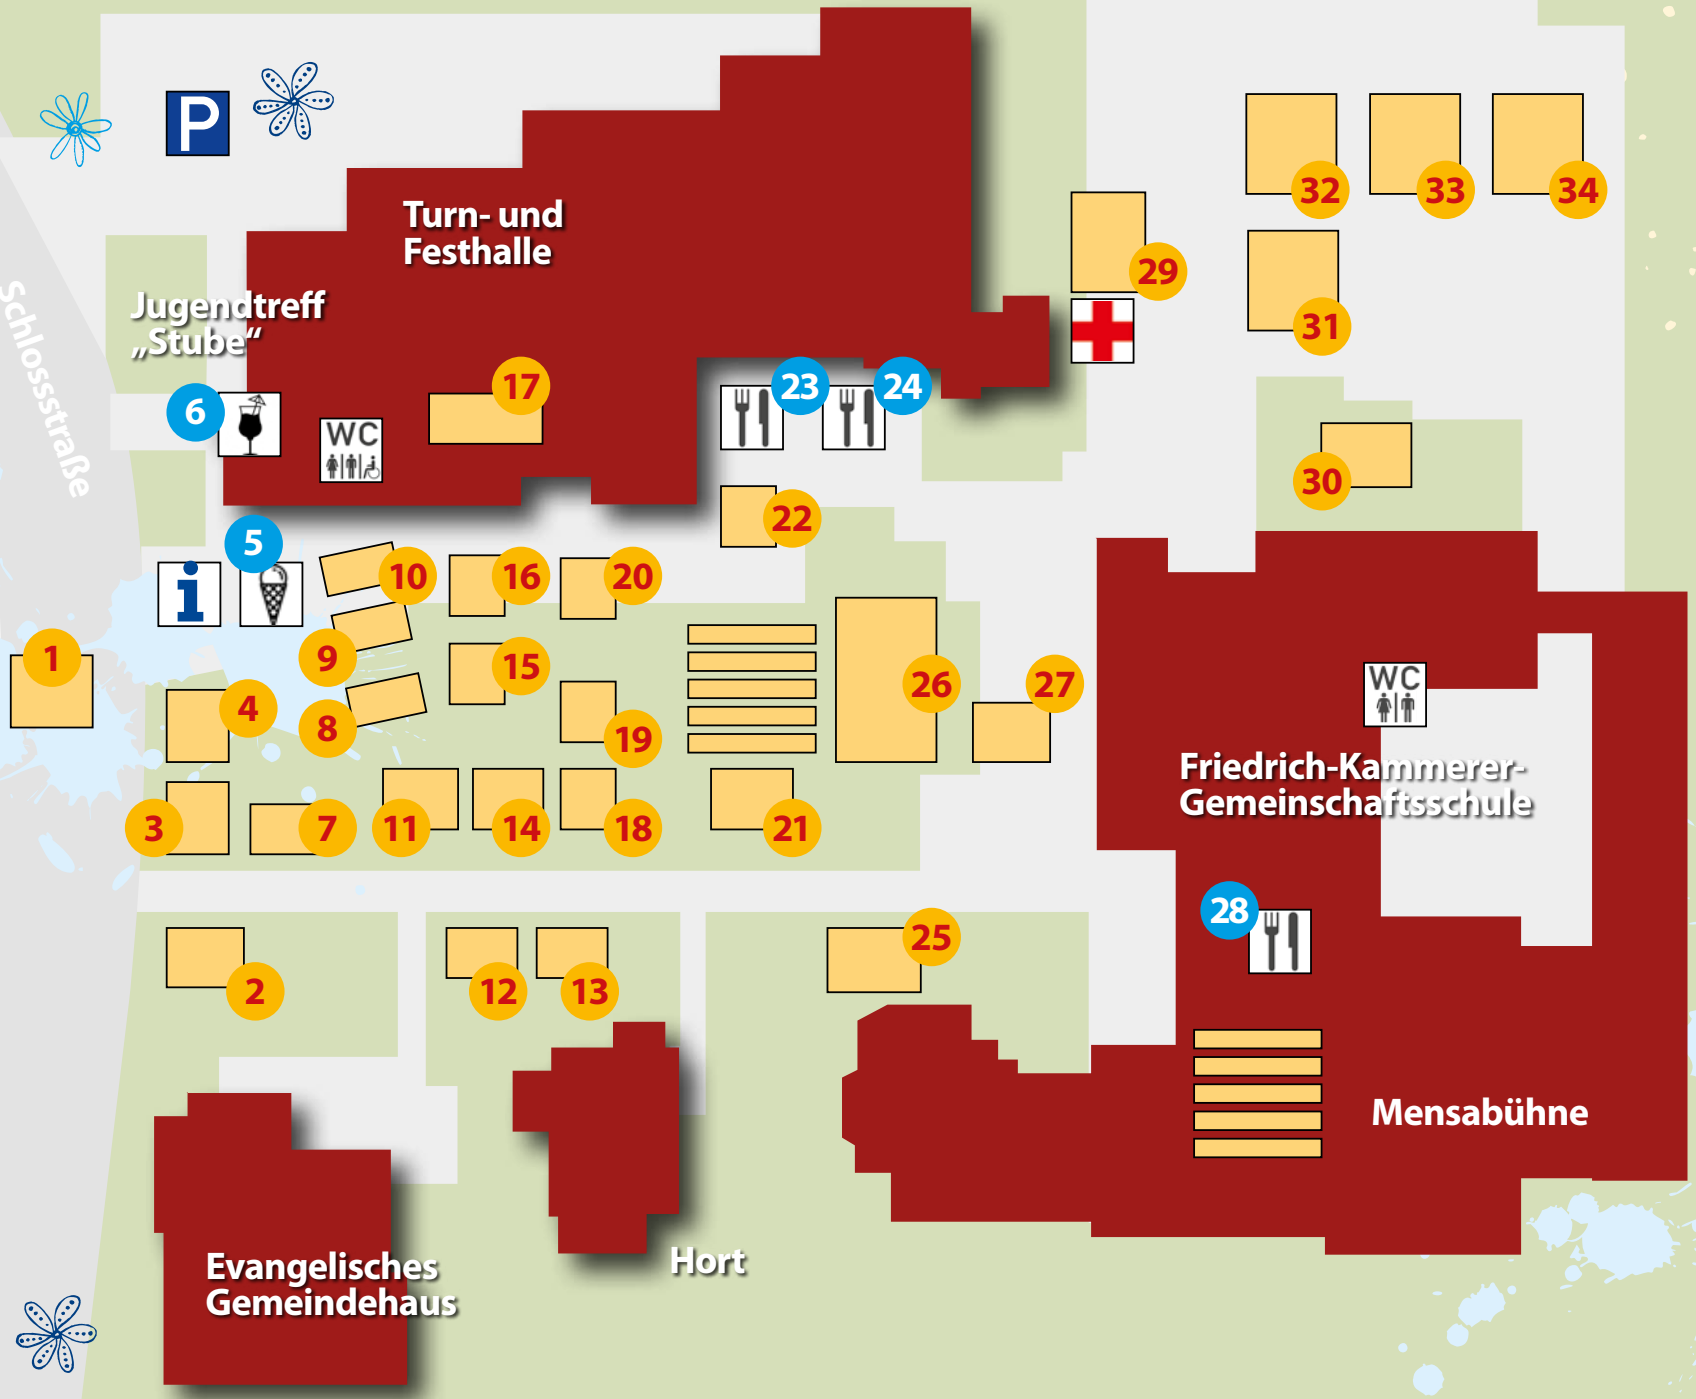 P
Turn- und
Festhalle
32
33
34
29
31
Schlossstraße
Jugendtreff
„Stube“
17
23
24
6
WC
30
22
5
i
10
16
20
1
9
15
26
27
WC
4
8
19
Friedrich-Kammerer-
Gemeinschaftsschule
3
7
11
14
18
21
28
25
2
12
13
Mensabühne
Evangelisches
Gemeindehaus
Hort